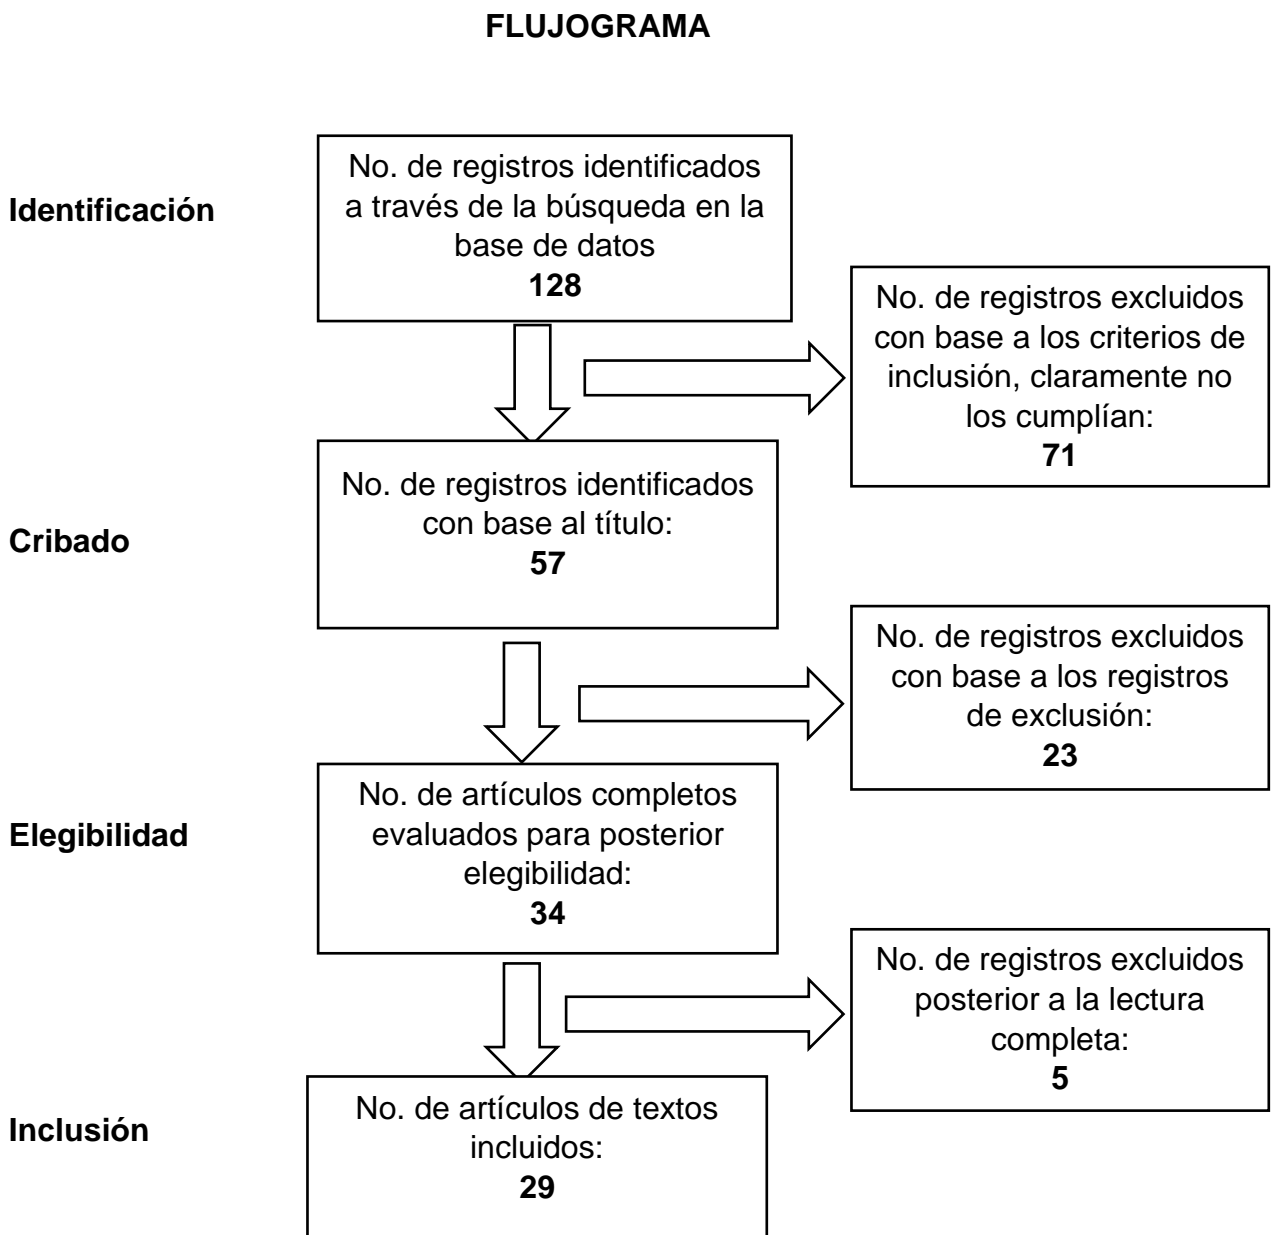 FLUJOGRAMA
Identificación
No. de registros identificados
a través de la búsqueda en la
base de datos
128
No. de registros excluidos
con base a los criterios de
inclusión, claramente no
los cumplían:
71
Cribado
No. de registros identificados
con base al título:
57
No. de registros excluidos
con base a los registros
de exclusión:
23
Elegibilidad
No. de artículos completos
evaluados para posterior
elegibilidad:
34
No. de registros excluidos
posterior a la lectura
completa:
5
Inclusión
No. de artículos de textos
incluidos:
29